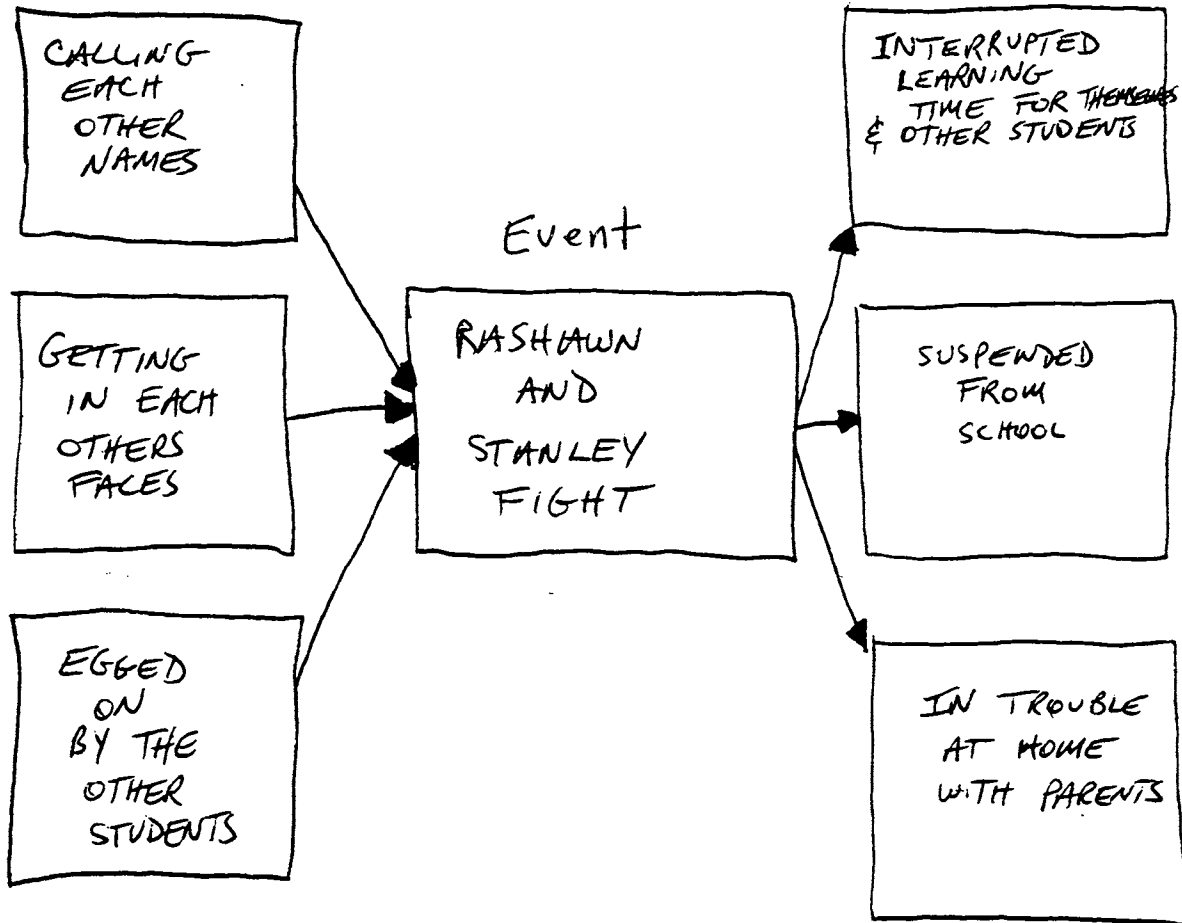 CALLING
EACH
OTHER
NAMES
GETTING
IN EACH
OTHERS
FACES
EGGED
ON
BY THE
OTHER
STUDENTS
Event
RASHAWN
AND
STANLEY
FIGHT
INTERRUPTED
LEARNING
TIME FOR THEMSELVES
& OTHER STUDENTS
SUSPENDED
FROM
SCHOOL
IN TROUBLE
AT HOME
WITH PARENTS